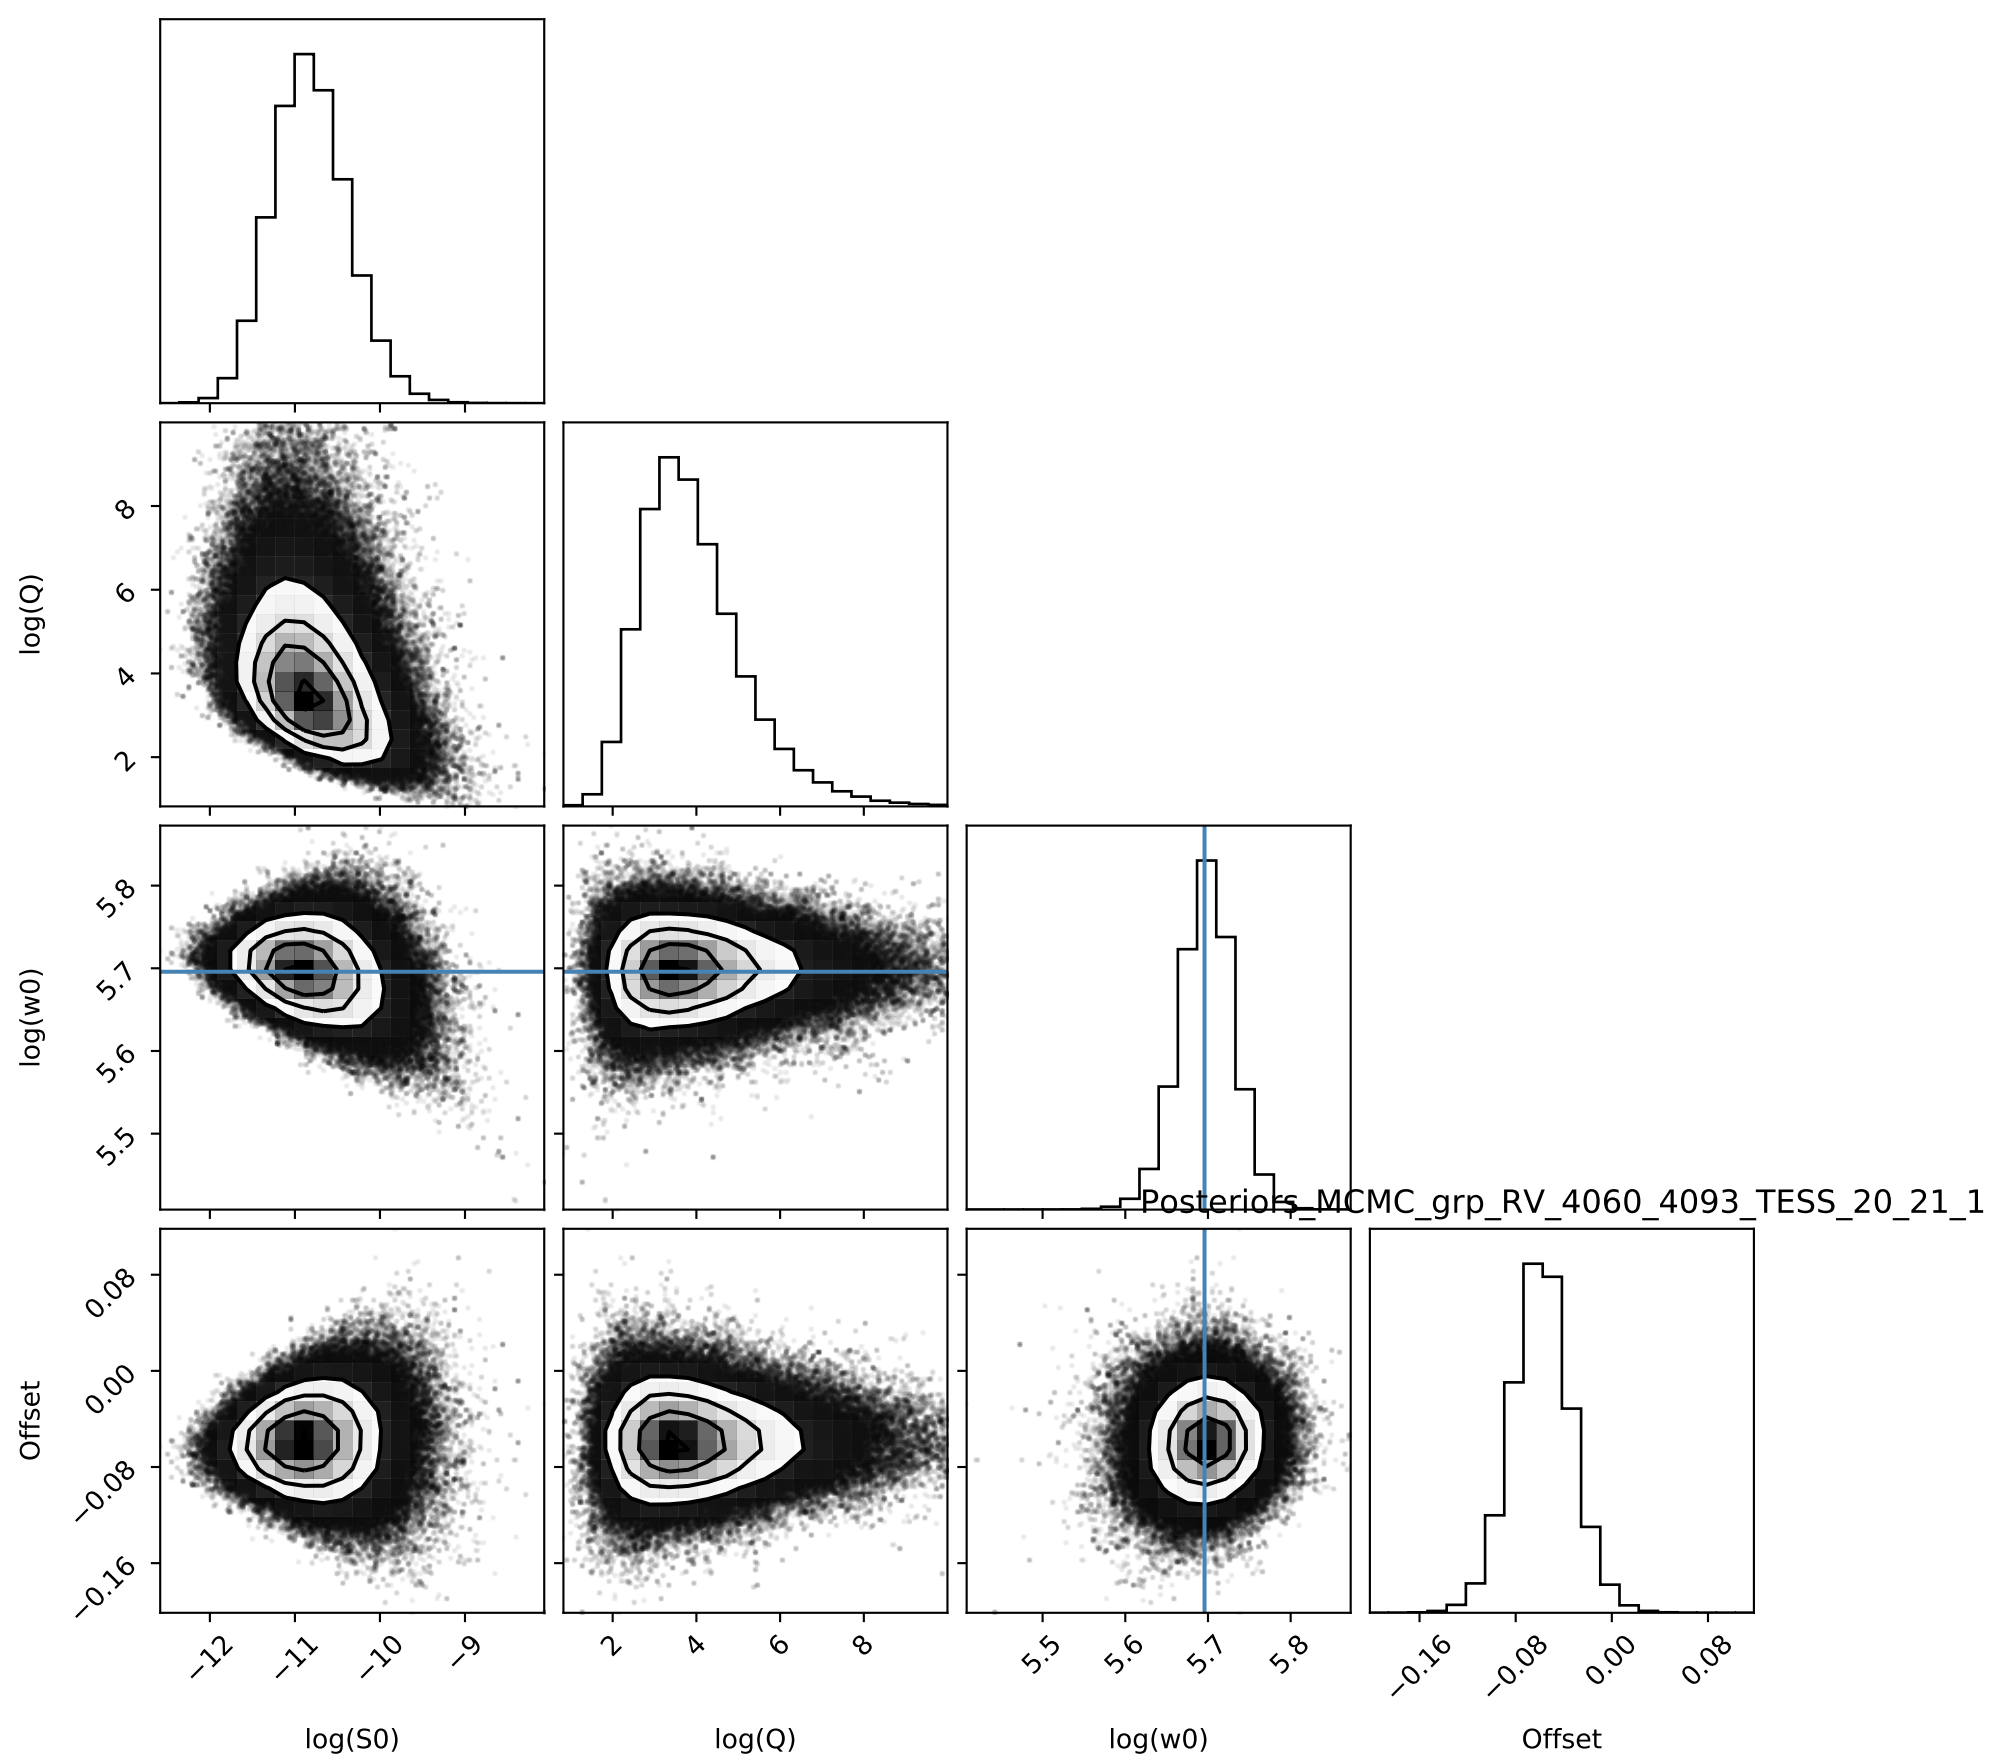 log(Q)
8
6
4
2
log(w0)
5.8
5.7
5.6
5.5
Posteriors_MCMC_grp_RV_4060_4093_TESS_20_21_1
Offset
0.08
0.00
−0.08
−0.16
−12 −11 −10 −9 2 4 6 8 5.5 5.6 5.7 5.8 −0.16 −0.08 0.00 0.08
log(S0) log(Q) log(w0) Offset